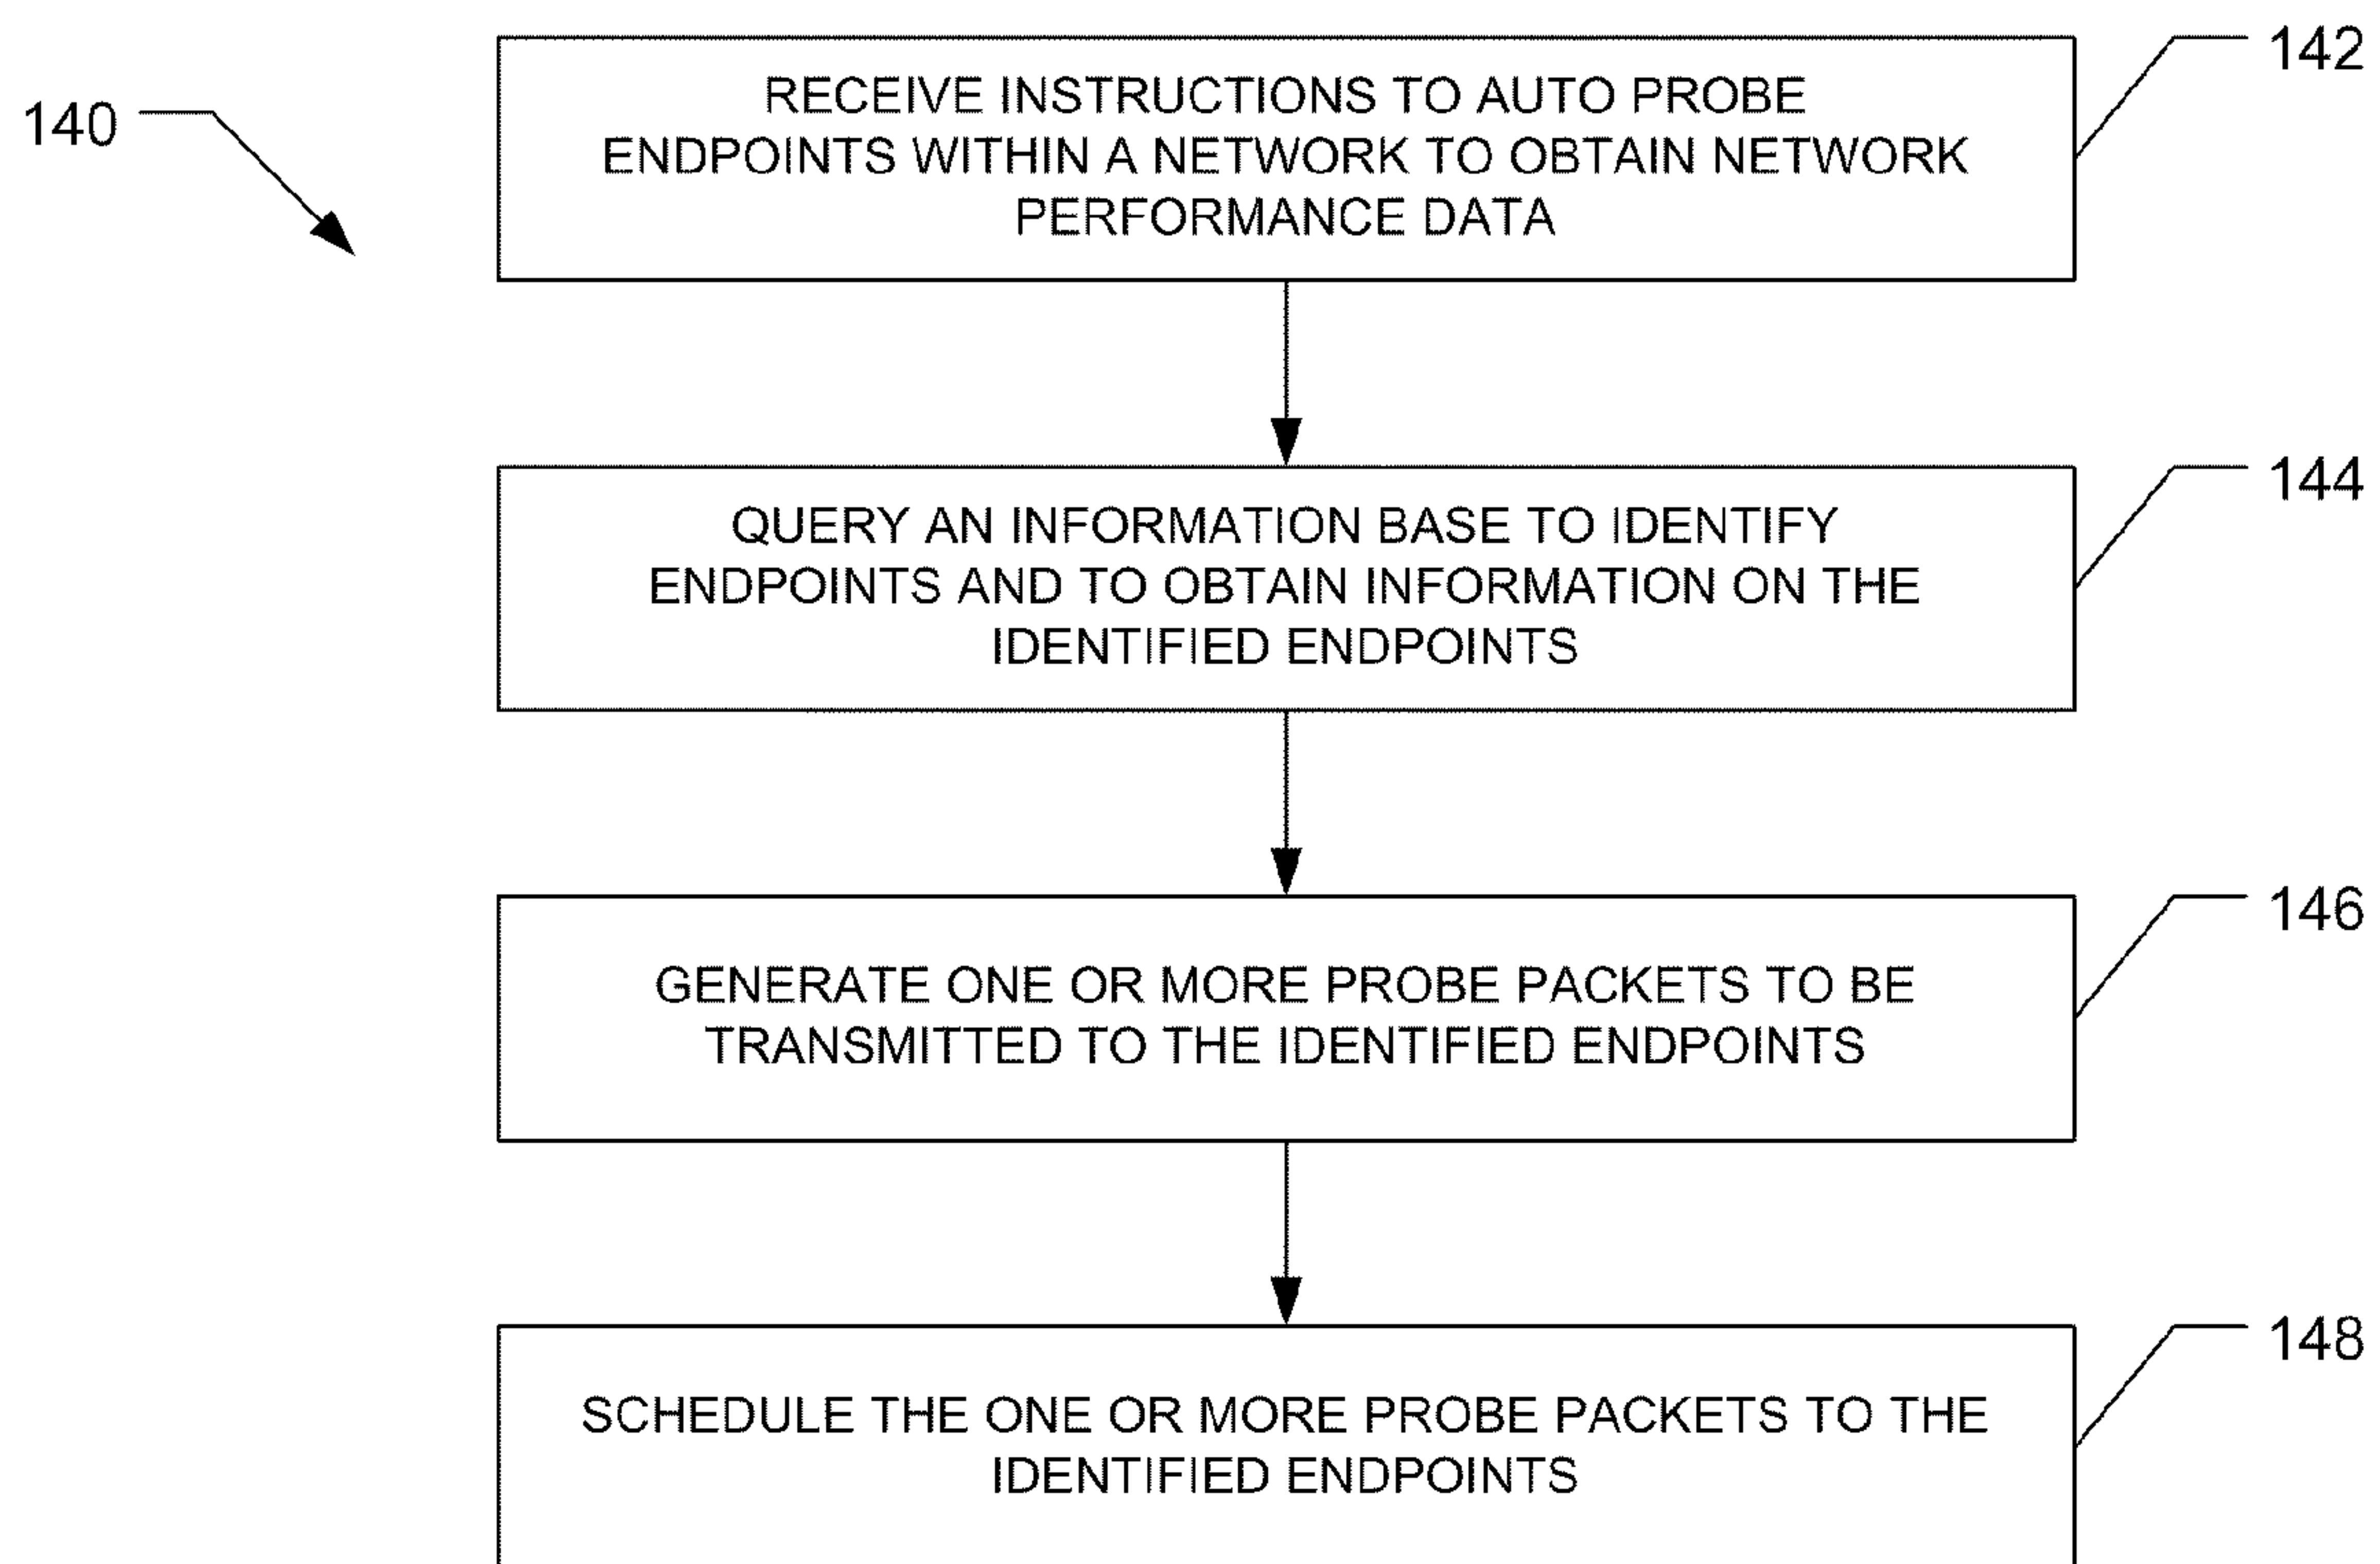 142
RECEIVE INSTRUCTIONS TO AUTO PROBE
140
ENDPOINTS WITHIN A NETWORK TO OBTAIN NETWORK
PERFORMANCE DATA
144
QUERY AN INFORMATION BASE TO IDENTIFY
ENDPOINTS AND TO OBTAIN INFORMATION ON THE
IDENTIFIED ENDPOINTS
146
GENERATE ONE OR MORE PROBE PACKETS TO BE
TRANSMITTED TO THE IDENTIFIED ENDPOINTS
148
SCHEDULE THE ONE OR MORE PROBE PACKETS TO THE
IDENTIFIED ENDPOINTS